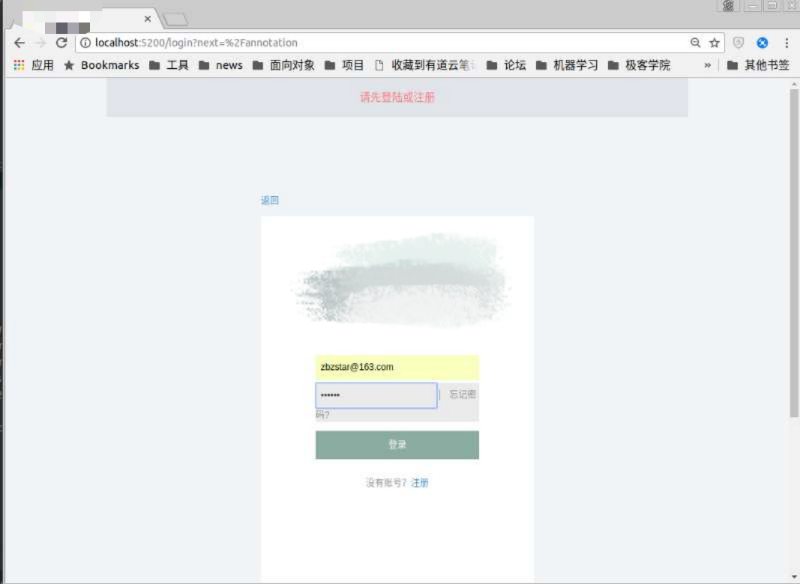 localhost:5200/login?next=%2Fannotation
应用 Bookmarks 工具 news 面向对象 项目 收藏到有道云笔记 论坛 机器学习 极客学院 » 其他书签
请先登陆或注册
返回
zbzstar@163.com
••••••
忘记密
码?
登录
没有账号? 注册